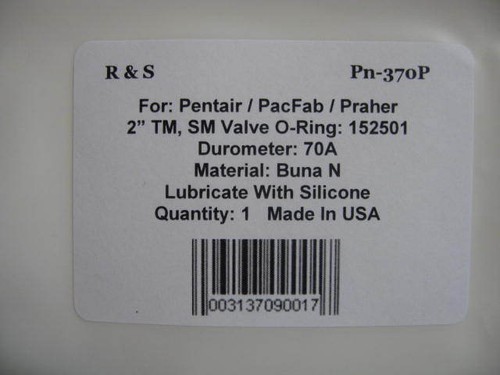 R & S Pn-370P
For: Pentair / PacFab / Praher
2” TM, SM Valve O-Ring: 152501
Durometer: 70A
Material: Buna N
Lubricate With Silicone
Quantity: 1 Made In USA
003137090017